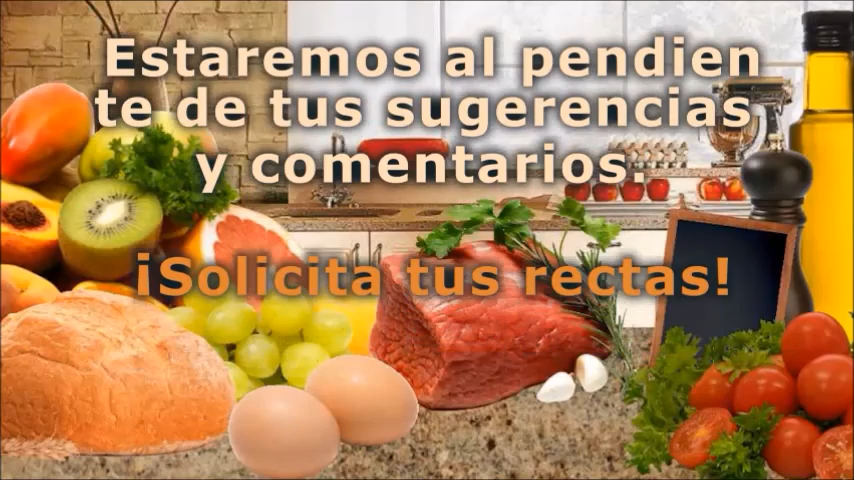 Estaremos al pendien
te de tus sugerencias
y comentarios.
¡Solicita tus rectas!